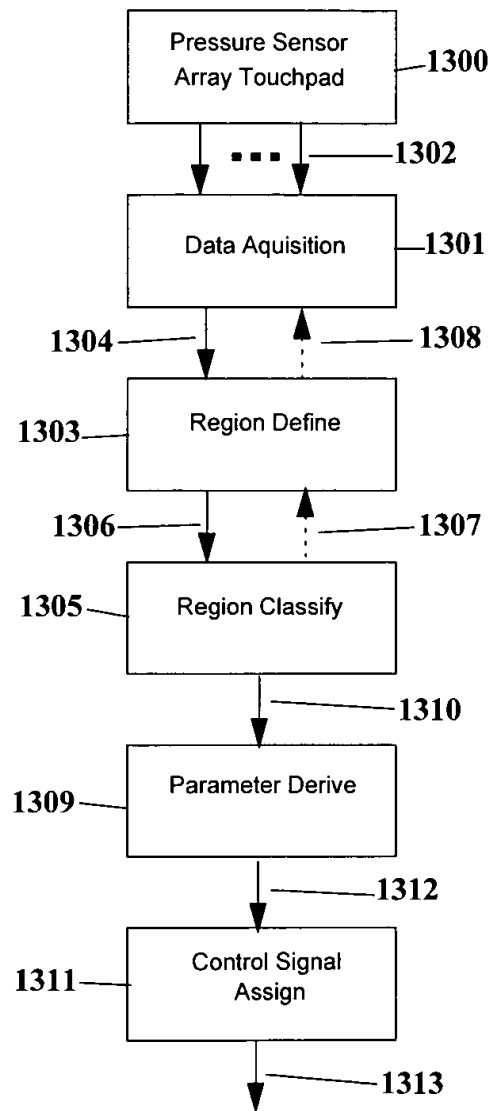 Pressure Sensor
Array Touchpad
1300
1302
Data Aquisition
1301
1304
1308
Region Define
1303
1306
1307
Region Classify
1305
1310
Parameter Derive
1309
1312
Control Signal
Assign
1311
1313